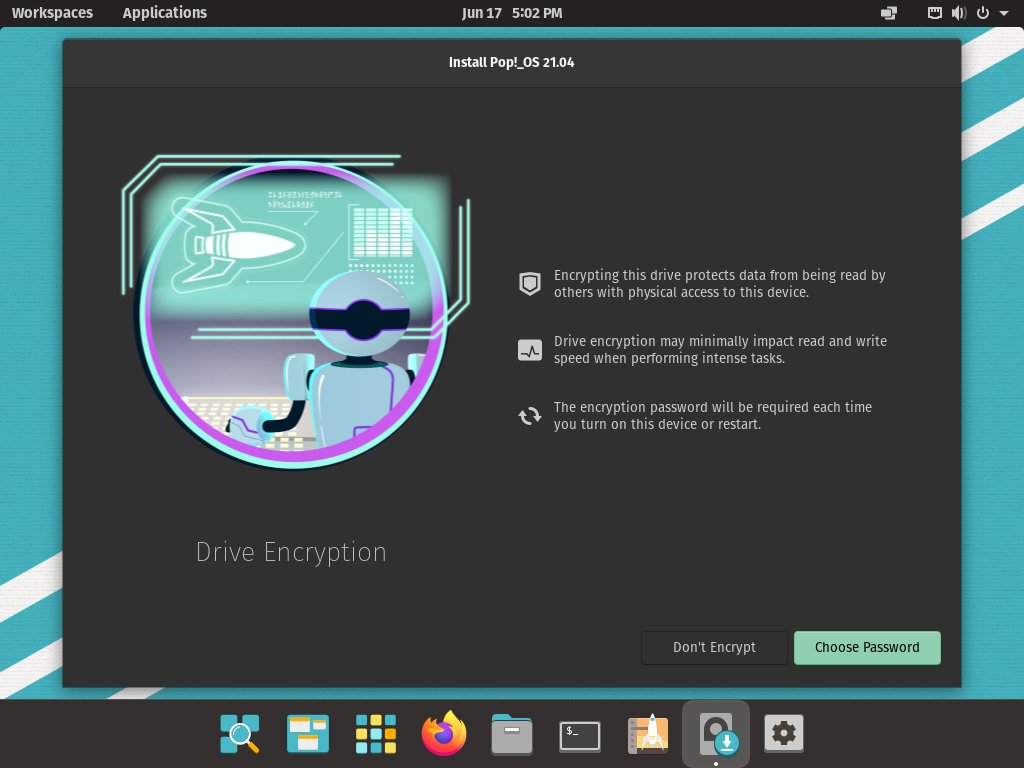 Workspaces Applications Jun 17 5:02 PM
Install Pop!_OS 21.04
Encrypting this drive protects data from being read by
others with physical access to this device.
Drive encryption may minimally impact read and write
speed when performing intense tasks.
The encryption password will be required each time
you turn on this device or restart.
Drive Encryption
Don't Encrypt Choose Password
$_